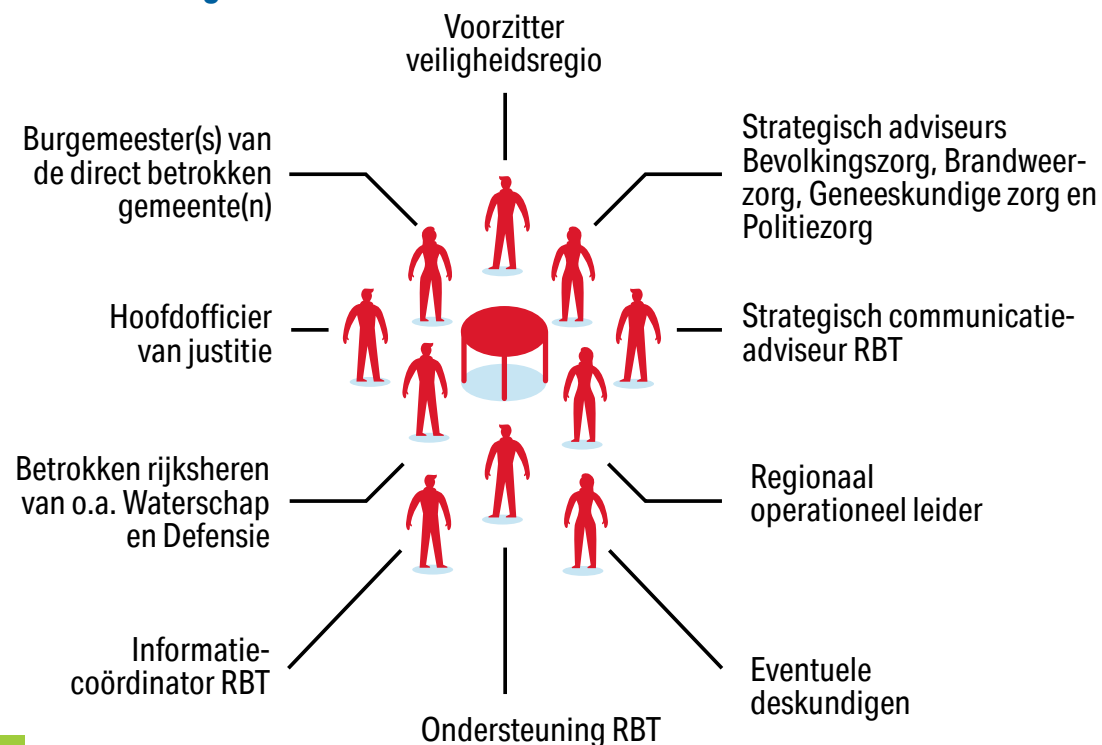 Voorzitter
veiligheidsregio
Burgemeester(s) van
de direct betrokken
gemeente(n)
Strategisch adviseurs
Bevolkingszorg, Brandweer-
zorg, Geneeskundige zorg en
Politiezorg
Hoofdofficier
van justitie
Strategisch communicatie-
adviseur RBT
Betrokken rijksheren
van o.a. Waterschap
en Defensie
Regionaal
operationeel leider
Informatie-
coördinator RBT
Eventuele
deskundigen
Ondersteuning RBT